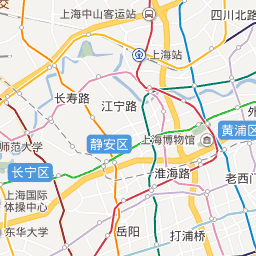 四川北路
上海中山客运站
上海站
长寿路
江宁路
外
静安区
上海博物馆
黄浦区
师范大学
长宁区
淮海路
老西门
上海国际
体操中心
东华大学
岳阳
打浦桥